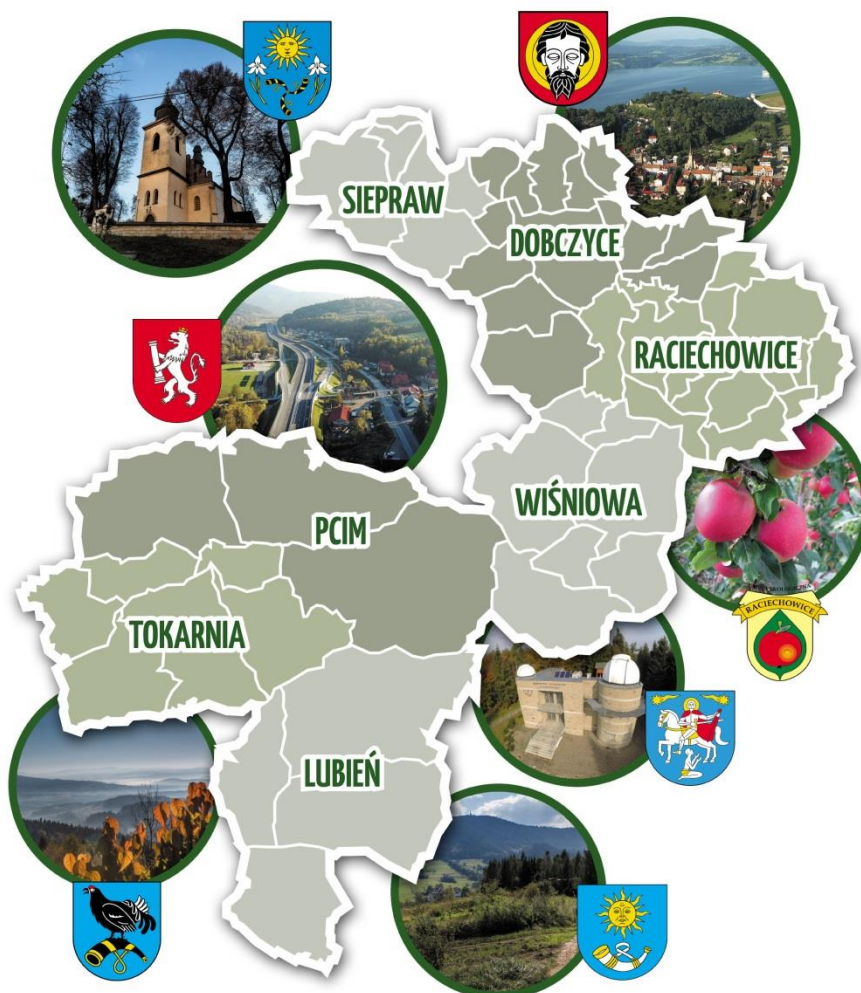 SIEPRAW
DOBCZYCE
RACIECHOWICE
WIŚNIOWA
RACIECHOWICE
PCIM
TOKARNIA
LUBIEŃ